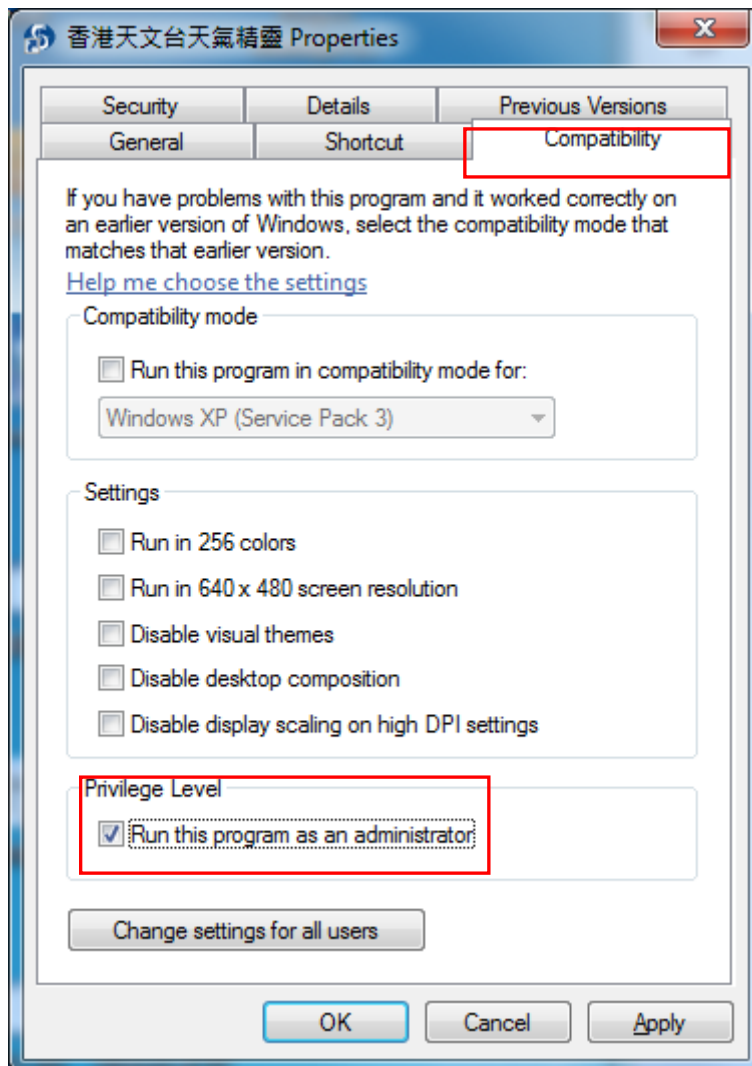 香港天文台天氣精靈 Properties
Security Details Previous Versions
General Shortcut Compatibility
If you have problems with this program and it worked correctly on
an earlier version of Windows, select the compatibility mode that
matches that earlier version.
Help me choose the settings
Compatibility mode
Run this program in compatibility mode for:
Windows XP (Service Pack 3)
Settings
Run in 256 colors
Run in 640 x 480 screen resolution
Disable visual themes
Disable desktop composition
Disable display scaling on high DPI settings
Privilege Level
Run this program as an administrator
Change settings for all users
OK Cancel Apply